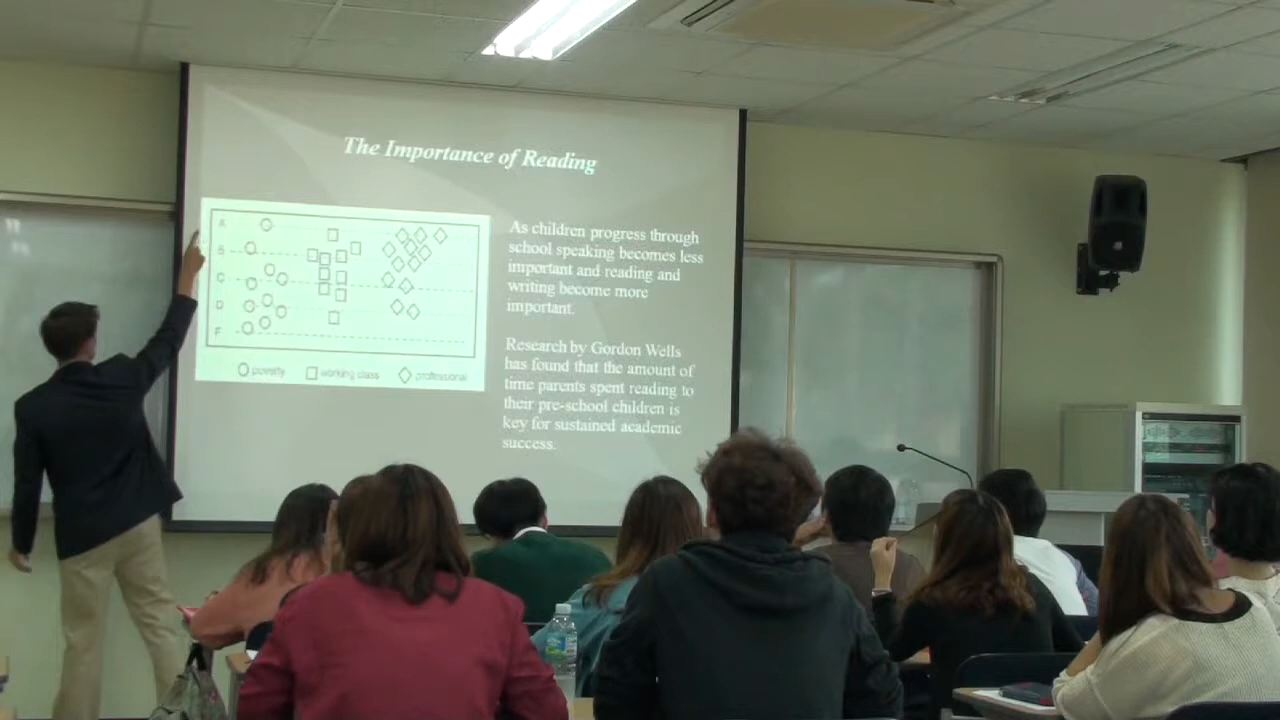 The Importance of Reading
A
B
C
D
F
poverty working class professional
As children progress through
school speaking becomes less
important and reading and
writing become more
important.
Research by Gordon Wells
has found that the amount of
time parents spent reading to
their pre-school children is
key for sustained academic
success.